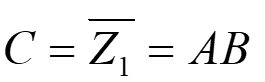 $C = \overline{Z_1} = AB$